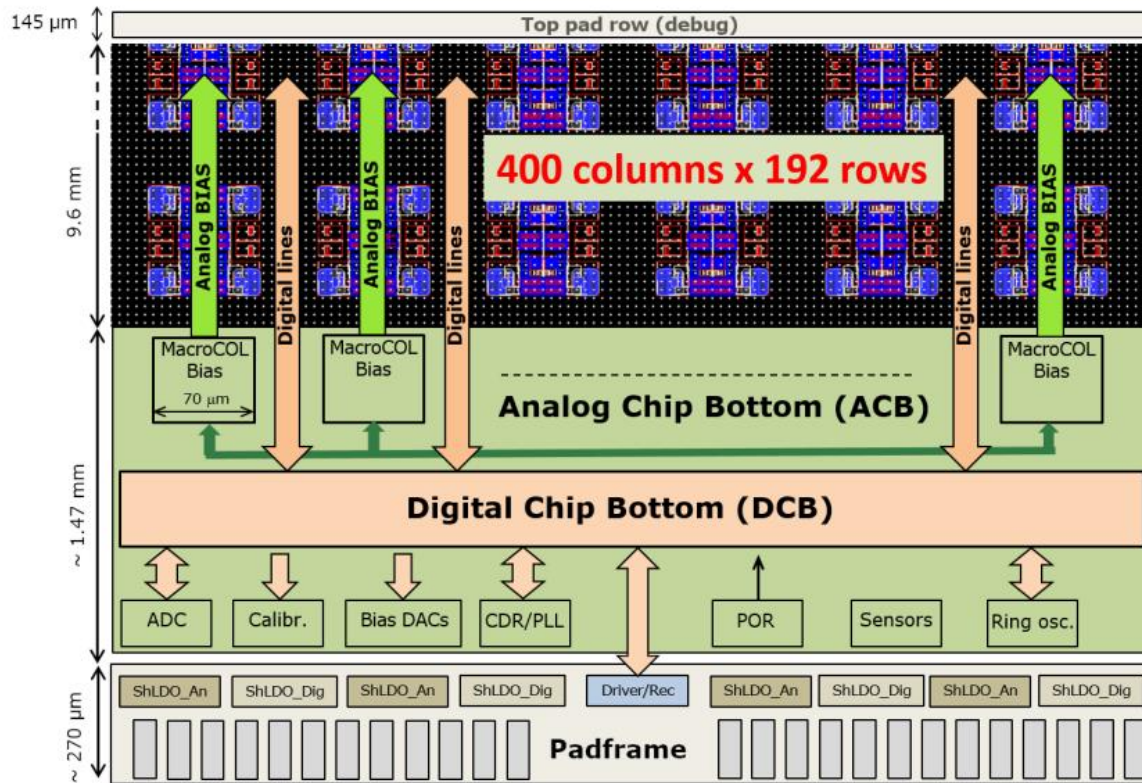 145 µm
Top pad row (debug)
9.6 mm
400 columns x 192 rows
Analog BIAS
Digital lines
Analog BIAS
Digital lines
Digital lines
Analog BIAS
MacroCOL
Bias
70 µm
MacroCOL
Bias
MacroCOL
Bias
Analog Chip Bottom (ACB)
~ 1.47 mm
Digital Chip Bottom (DCB)
ADC
Calibr.
Bias DACs
CDR/PLL
POR
Sensors
Ring osc.
~ 270 µm
ShLDO_An
ShLDO_Dig
ShLDO_An
ShLDO_Dig
Driver/Rec
ShLDO_An
ShLDO_Dig
ShLDO_An
ShLDO_Dig
Padframe